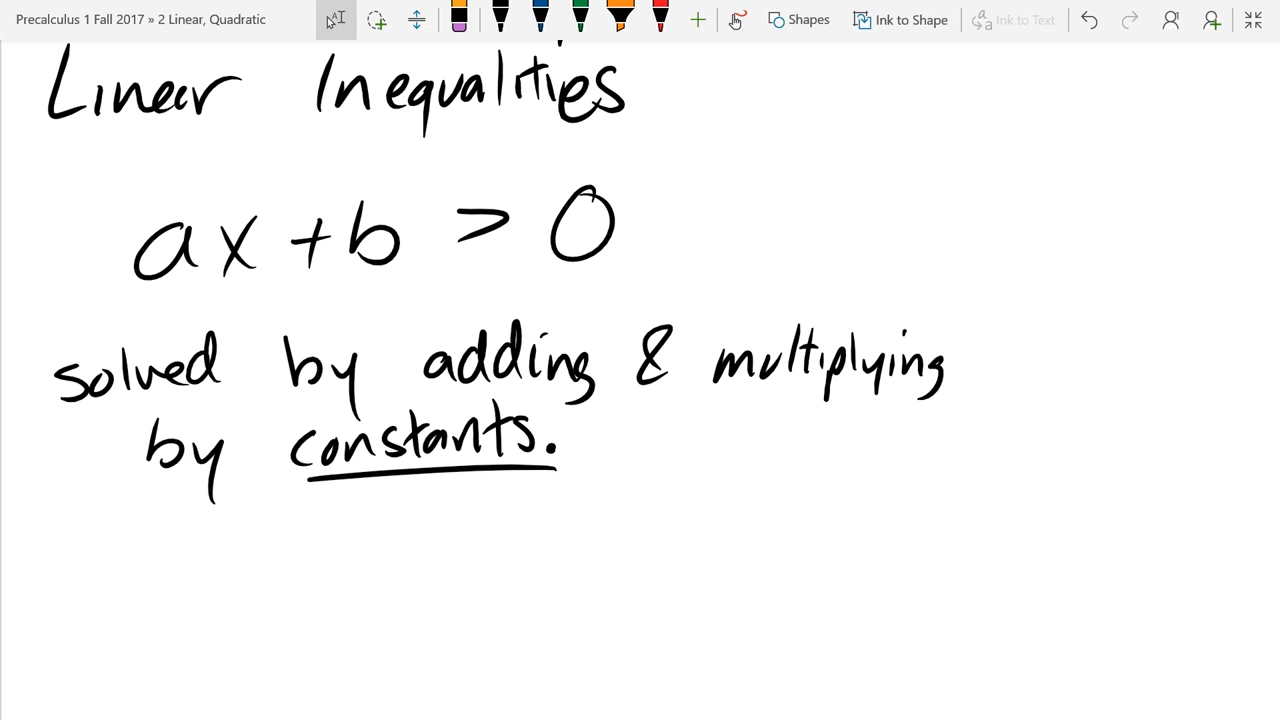 Precalculus 1 Fall 2017 » 2 Linear, Quadratic
Shapes
Ink to Shape
Ink to Text
Linear Inequalities
ax + b > 0
solved by adding & multiplying
by constants.